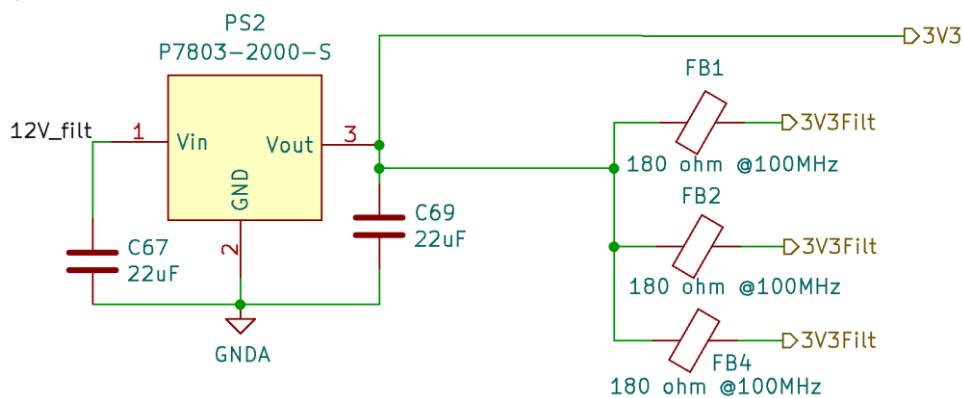 PS2
P7803-2000-S
3V3
FB1
12V_filt
1
Vin
Vout
3
3V3Filt
180 ohm @100MHz
GND
2
FB2
C69
22uF
C67
22uF
3V3Filt
180 ohm @100MHz
GNDA
3V3Filt
FB4
180 ohm @100MHz